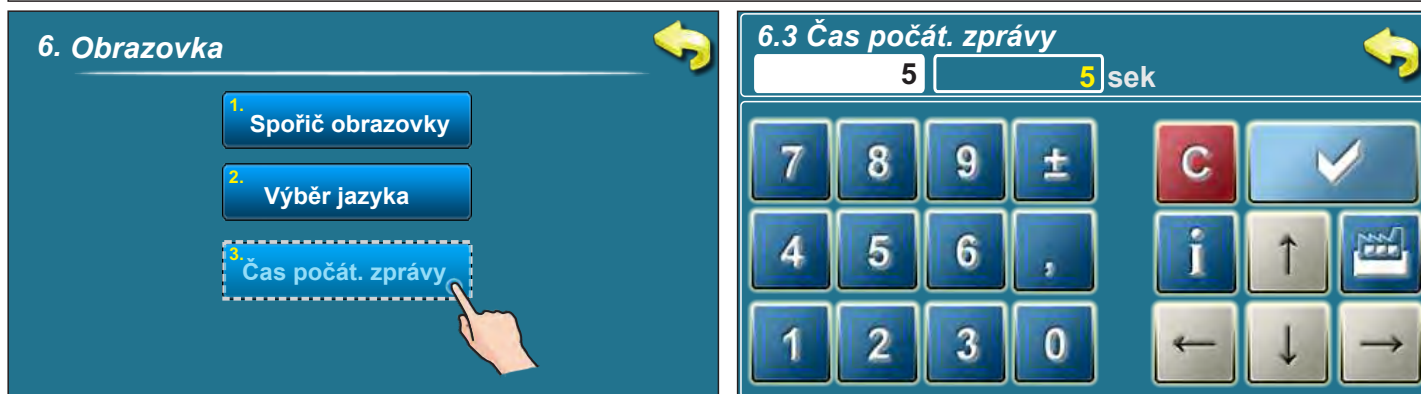 6. Obrazovka
1.
Spořič obrazovky
2.
Výběr jazyka
3.
Čas počát. zprávy
6.3 Čas počát. zprávy
5 5 sek
7 8 9 ± C
4 5 6 , i ↑
1 2 3 0 ← ↓ →